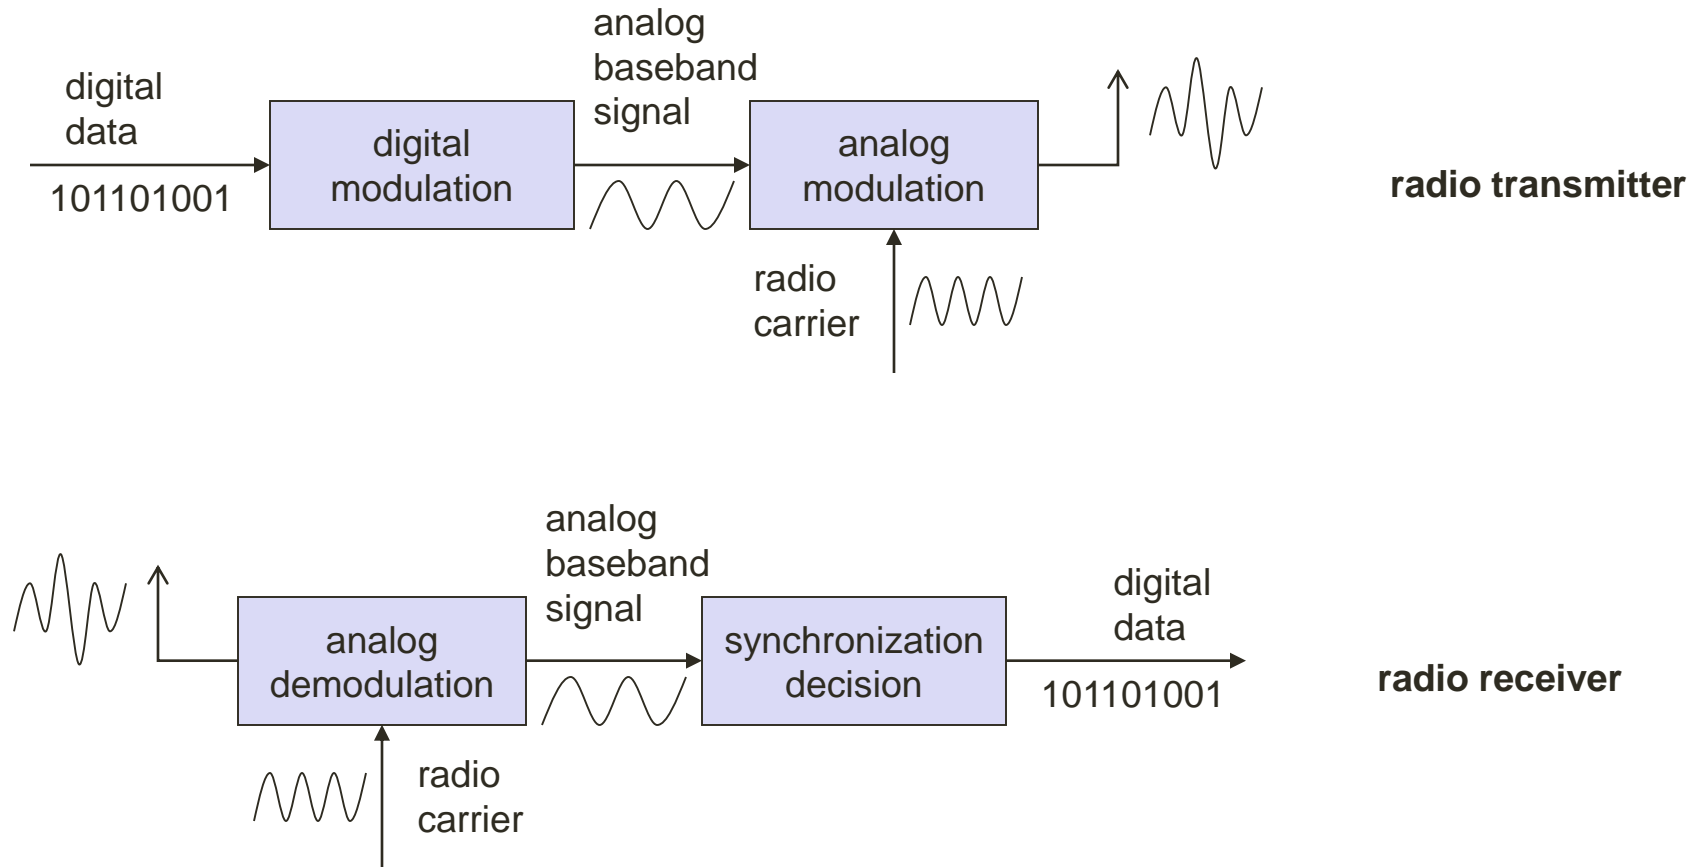 analog
baseband
signal
digital
data
101101001
digital
modulation
analog
modulation
radio
carrier
radio transmitter
analog
baseband
signal
digital
data
101101001
analog
demodulation
synchronization
decision
radio
carrier
radio receiver